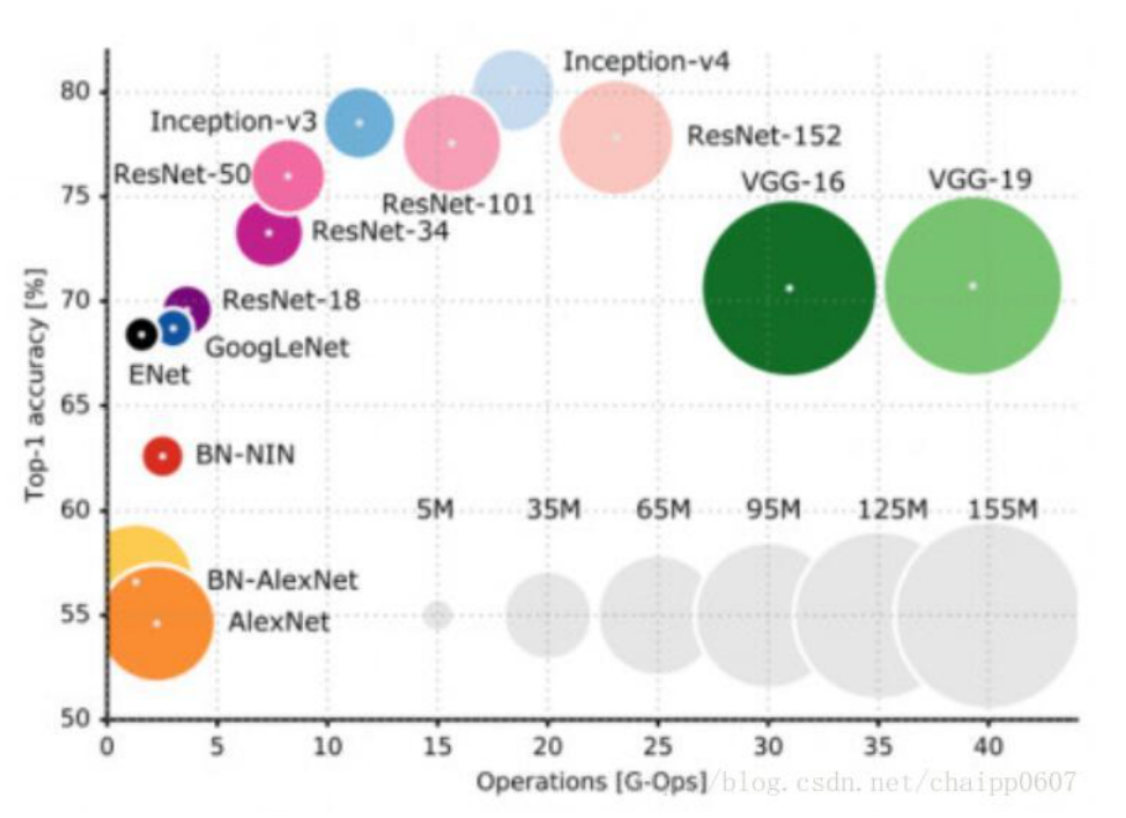 Inception-v4
80
Inception-v3
ResNet-152
ResNet-50
VGG-16
VGG-19
75
ResNet-101
ResNet-34
70
ResNet-18
GoogLeNet
ENet
65
BN-NIN
60
5M 35M 65M 95M 125M 155M
BN-AlexNet
55
AlexNet
50
Top-1 accuracy [%]
0 5 10 15 20 25 30 35 40
Operations [G-Ops]
/blog.csdn.net/chaipp0607